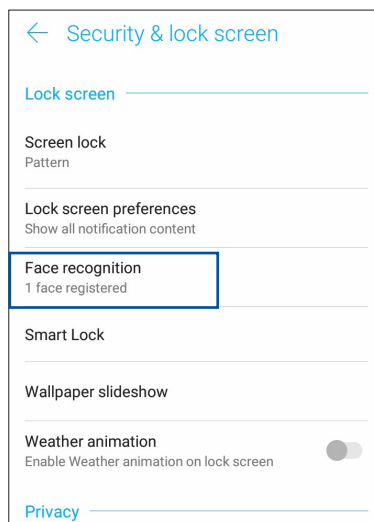 Security & lock screen
Lock screen
Screen lock
Pattern
Lock screen preferences
Show all notification content
Face recognition
1 face registered
Smart Lock
Wallpaper slideshow
Weather animation
Enable Weather animation on lock screen
Privacy